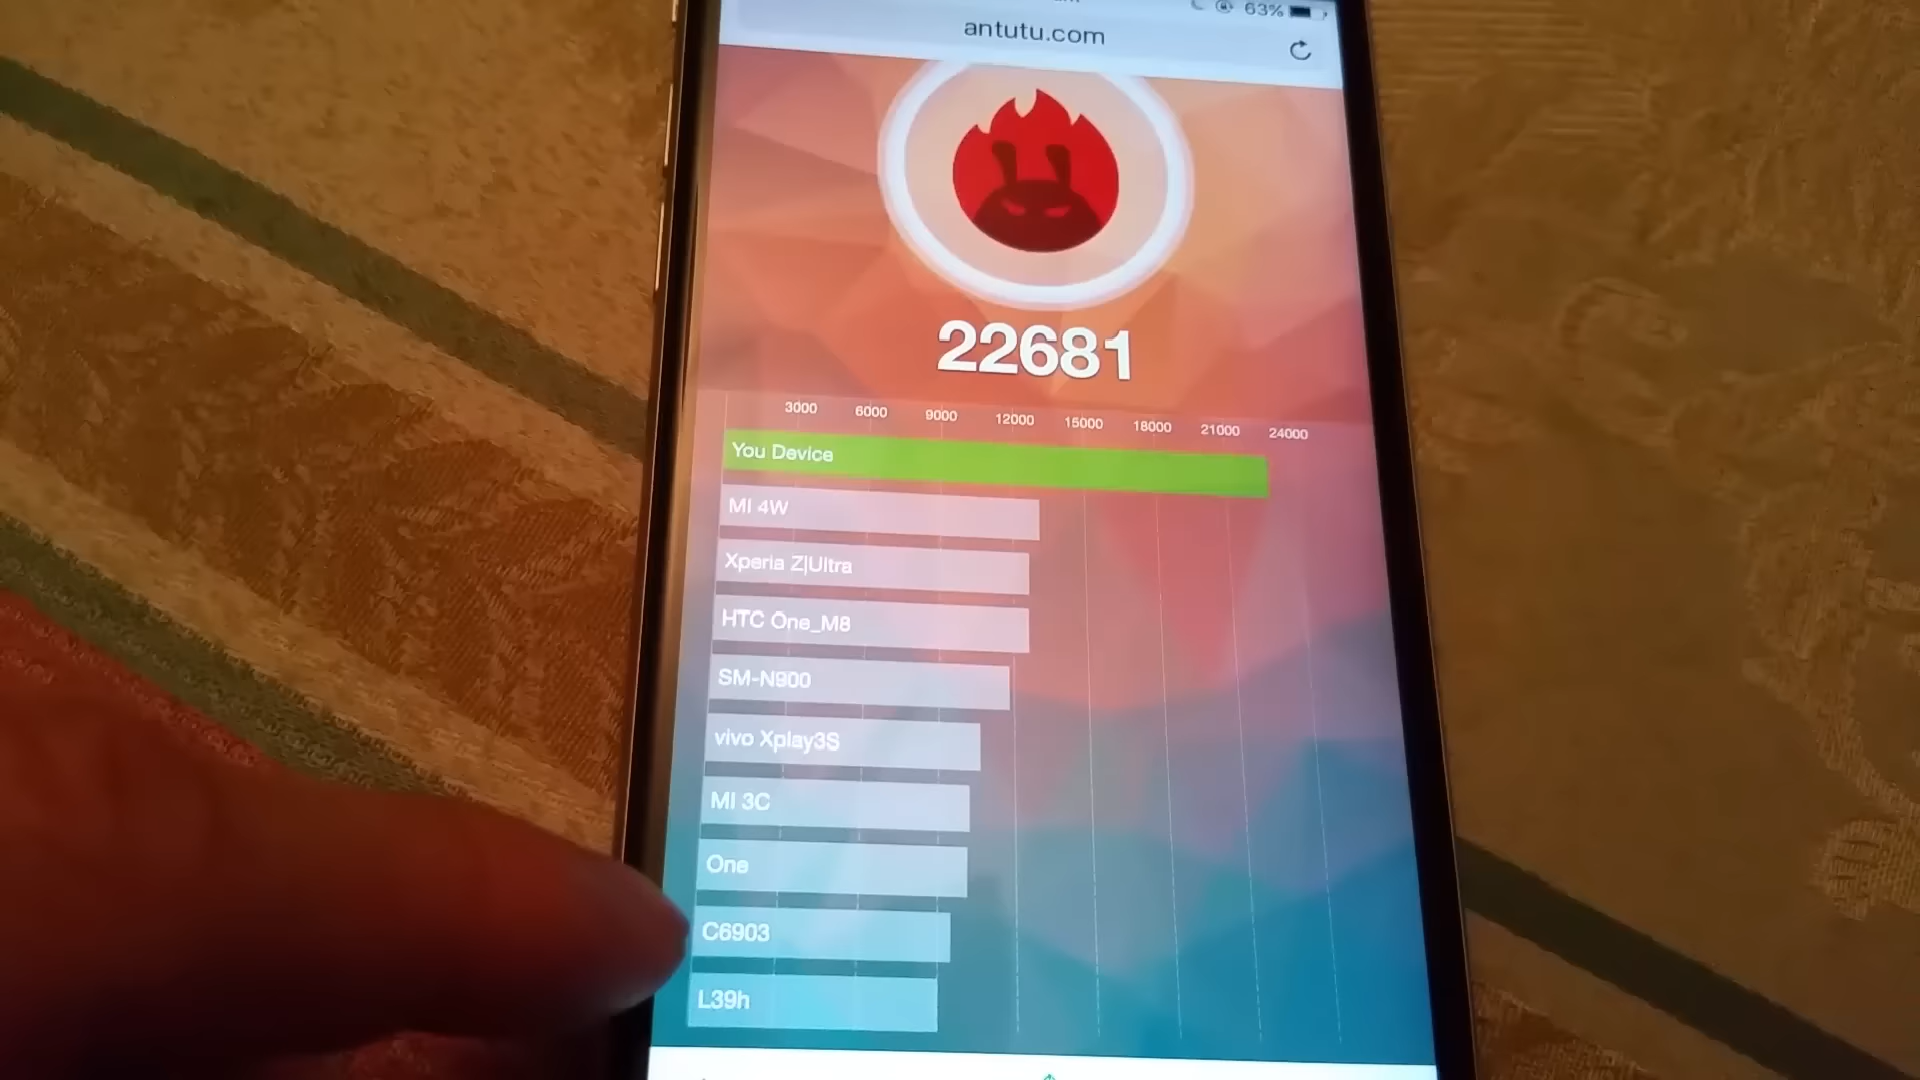 63%
antutu.com
22681
3000 6000 9000 12000 15000 18000 21000 24000
You Device
MI 4W
Xperia Z|Ultra
HTC One_M8
SM-N900
vivo Xplay3S
MI 3C
One
C6903
L39h